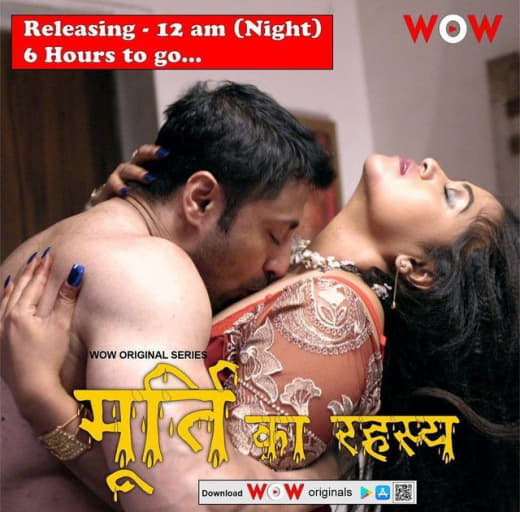 Releasing - 12 am (Night)
6 Hours to go...
WOW
WOW ORIGINAL SERIES
मूर्ति का रहस्य
Download WOW originals